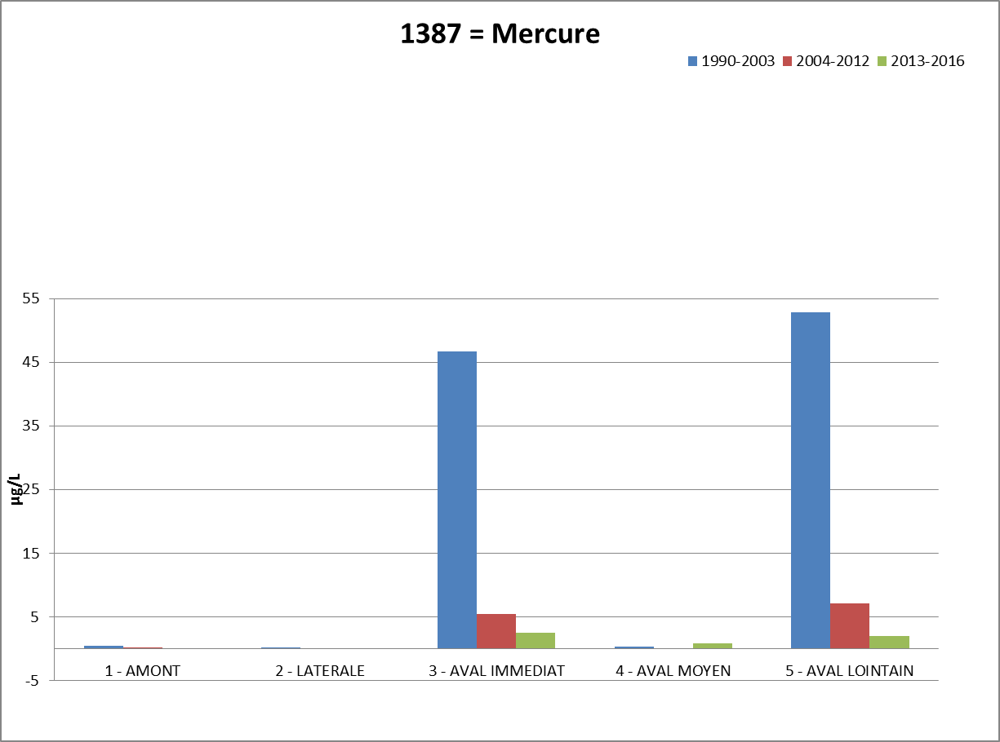 1387 = Mercure
1990-2003 2004-2012 2013-2016
55
45
35
25
15
5
-5
µg/L
1 - AMONT 2 - LATERALE 3 - AVAL IMMEDIAT 4 - AVAL MOYEN 5 - AVAL LOINTAIN